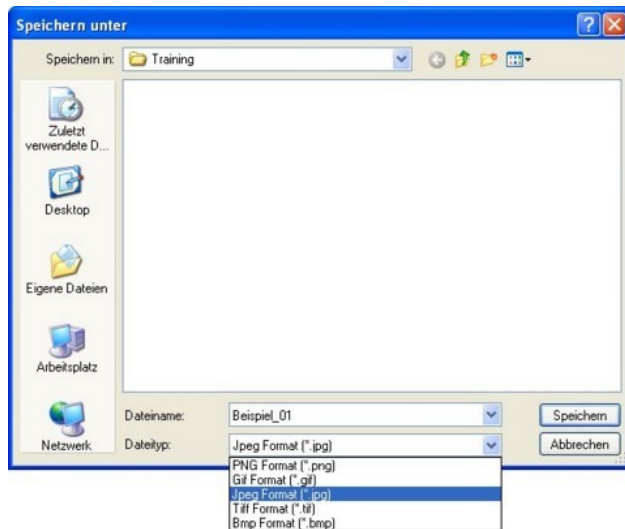 Speichern unter
Speichern in:
Training
Zuletzt
verwendete D...
Desktop
Eigene Dateien
Arbeitsplatz
Netzwerk
Dateiname:
Beispiel_01
Speichern
Dateityp:
Jpeg Format (*.jpg)
Abbrechen
PNG Format (*.png)
Gif Format (*.gif)
Jpeg Format (*.jpg)
Tiff Format (*.tif)
Bmp Format (*.bmp)